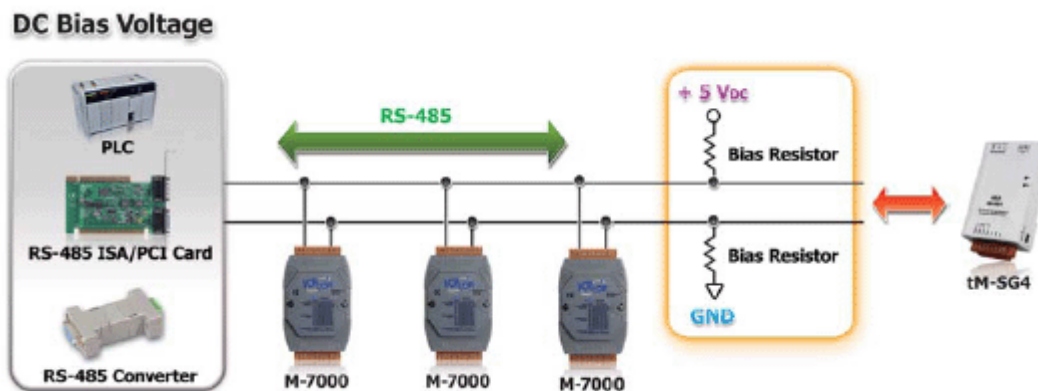 DC Bias Voltage
PLC
RS-485 ISA/PCI Card
RS-485 Converter
RS-485
M-7000
M-7000
M-7000
+ 5 VDC
Bias Resistor
Bias Resistor
GND
tM-SG4